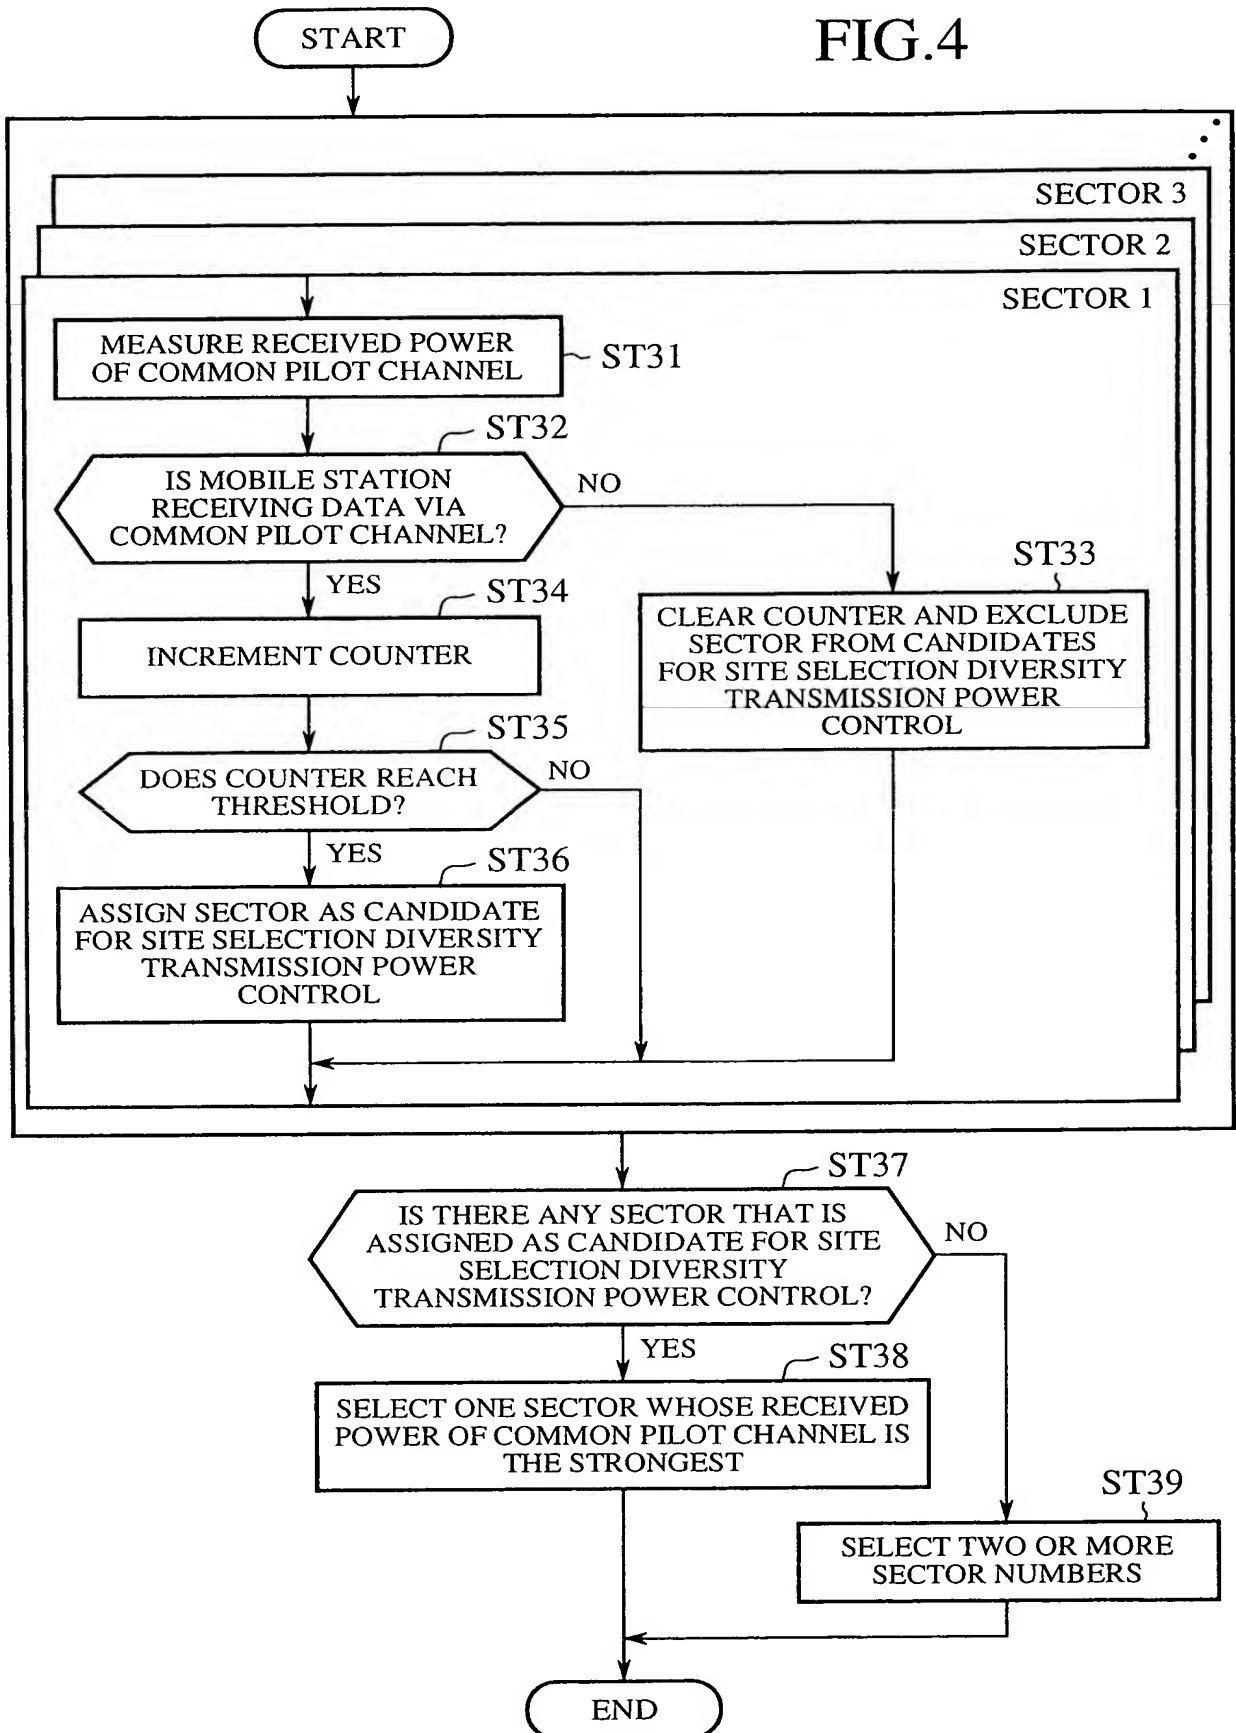 START
FIG.4
SECTOR 3
SECTOR 2
SECTOR 1
MEASURE RECEIVED POWER
OF COMMON PILOT CHANNEL
ST31
ST32
IS MOBILE STATION
RECEIVING DATA VIA
COMMON PILOT CHANNEL?
NO
YES
ST33
CLEAR COUNTER AND EXCLUDE
SECTOR FROM CANDIDATES
FOR SITE SELECTION DIVERSITY
TRANSMISSION POWER
CONTROL
ST34
INCREMENT COUNTER
ST35
DOES COUNTER REACH
THRESHOLD?
NO
YES
ST36
ASSIGN SECTOR AS CANDIDATE
FOR SITE SELECTION DIVERSITY
TRANSMISSION POWER
CONTROL
ST37
IS THERE ANY SECTOR THAT IS
ASSIGNED AS CANDIDATE FOR SITE
SELECTION DIVERSITY
TRANSMISSION POWER CONTROL?
NO
YES
ST38
SELECT ONE SECTOR WHOSE RECEIVED
POWER OF COMMON PILOT CHANNEL IS
THE STRONGEST
ST39
SELECT TWO OR MORE
SECTOR NUMBERS
END